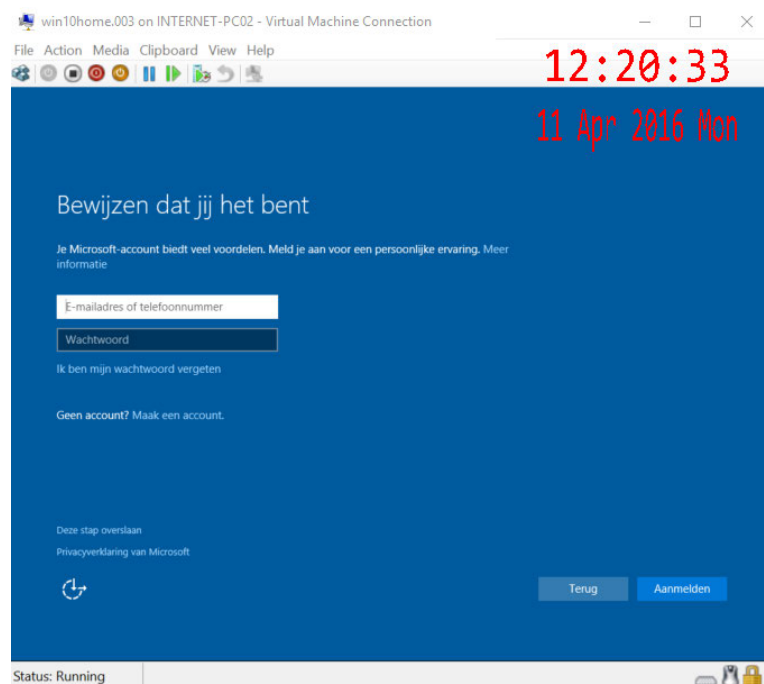 win10home.003 on INTERNET-PC02 - Virtual Machine Connection
File Action Media Clipboard View Help
12:20:33
11 Apr 2016 Mon
Bewijzen dat jij het bent
Je Microsoft-account biedt veel voordelen. Meld je aan voor een persoonlijke ervaring. Meer
informatie
E-mailadres of telefoonnummer
Wachtwoord
Ik ben mijn wachtwoord vergeten
Geen account? Maak een account.
Deze stap overslaan
Privacyverklaring van Microsoft
Terug Aanmelden
Status: Running